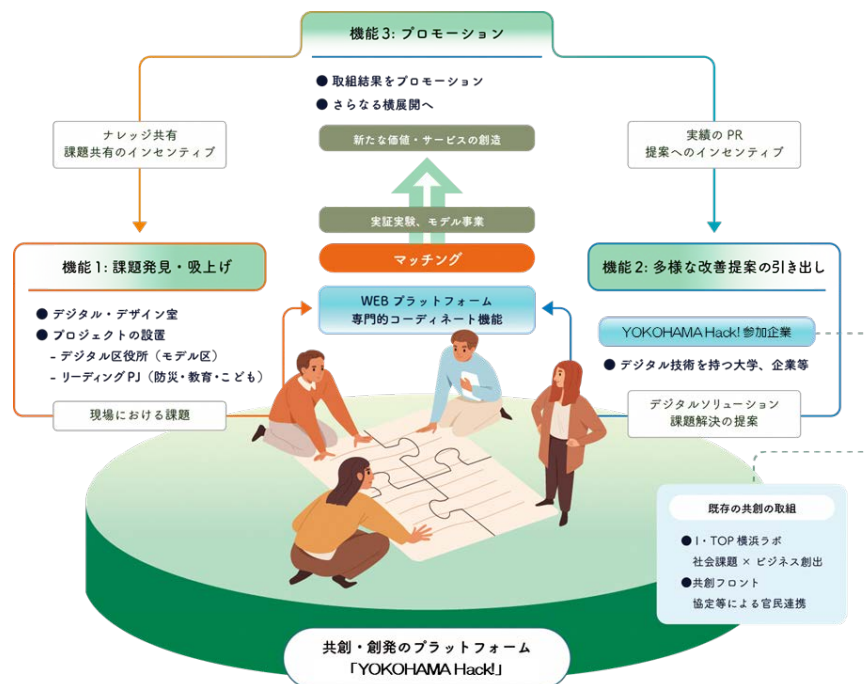 機能3: プロモーション
● 取組結果をプロモーション
● さらなる横展開へ
ナレッジ共有
課題共有のインセンティブ
実績の PR
提案へのインセンティブ
新たな価値・サービスの創造
実証実験、モデル事業
マッチング
WEB プラットフォーム
専門的コーディネート機能
機能1: 課題発見・吸上げ
● デジタル・デザイン室
● プロジェクトの設置
- デジタル区役所（モデル区）
- リーディングPJ（防災・教育・こども）
現場における課題
機能2: 多様な改善提案の引き出し
YOKOHAMA Hack! 参加企業
● デジタル技術を持つ大学、企業等
デジタルソリューション
課題解決の提案
既存の共創の取組
●I・TOP 横浜ラボ
社会課題 × ビジネス創出
●共創フロント
協定等による官民連携
共創・創発のプラットフォーム
「YOKOHAMA Hack!」